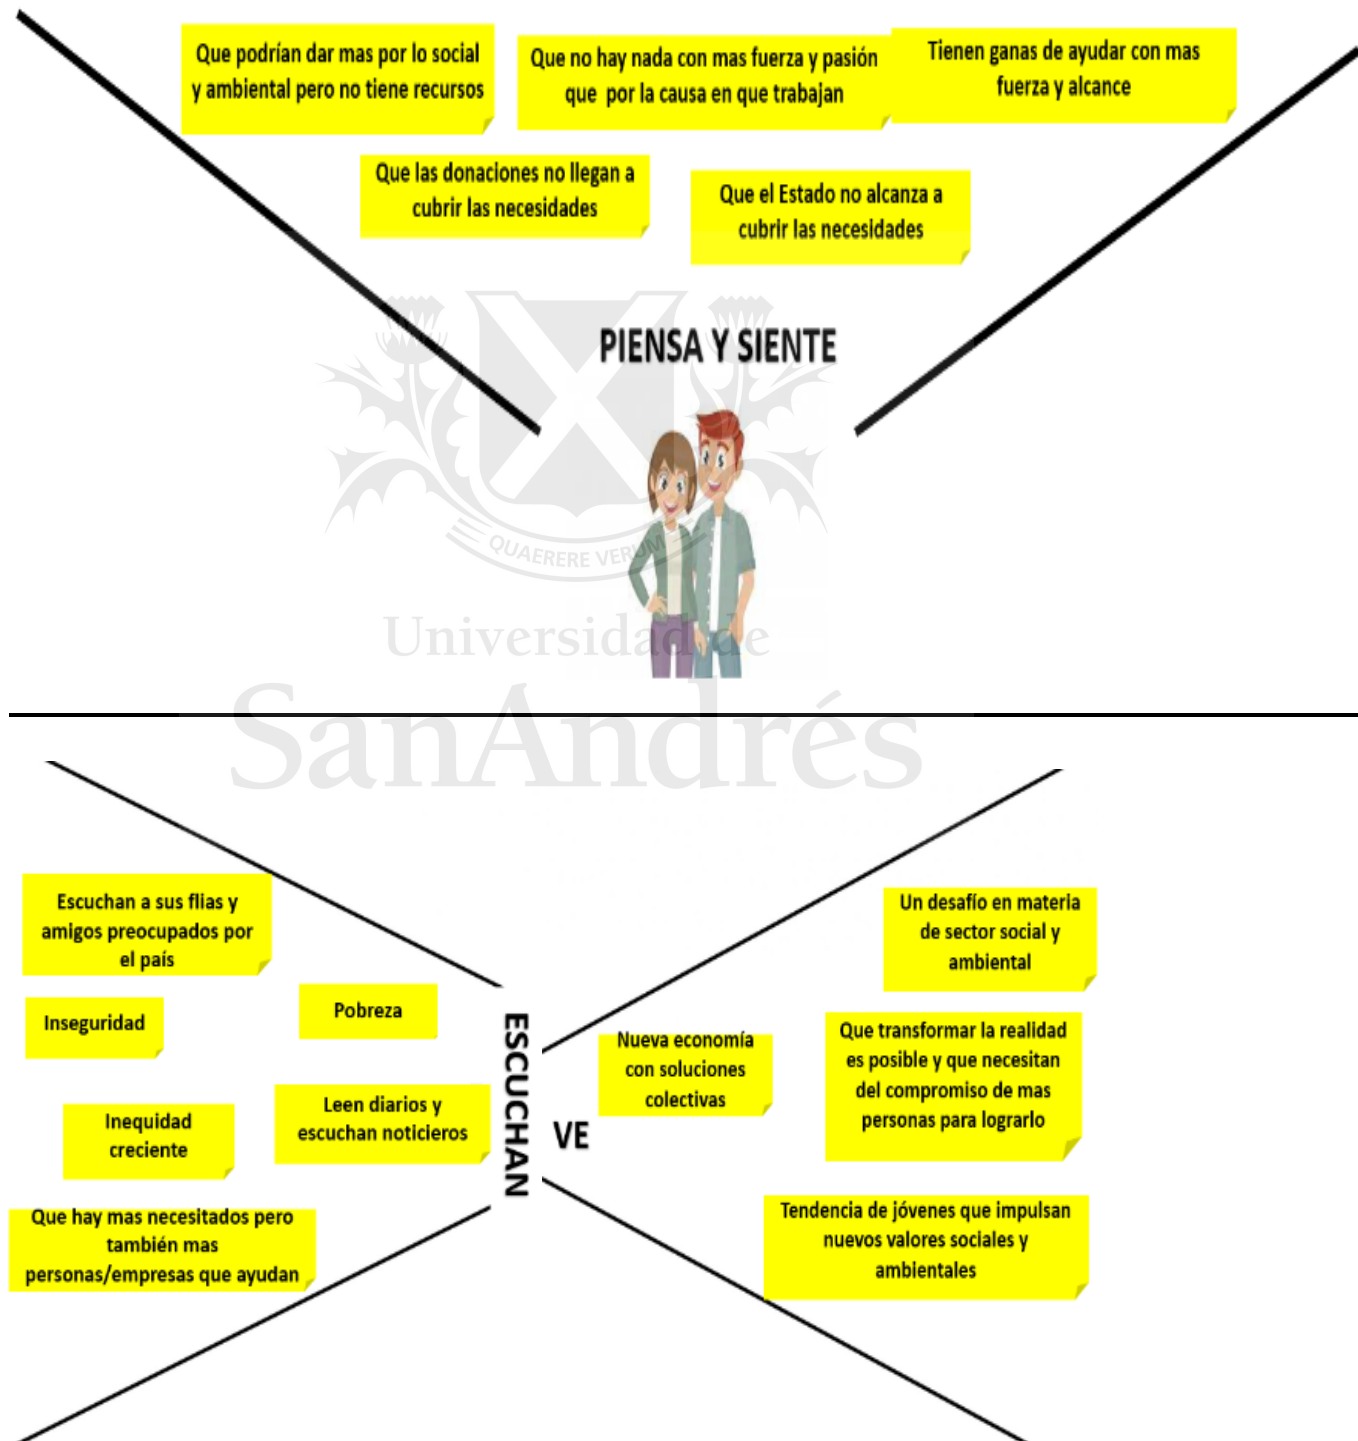 Que podrían dar mas por lo social
y ambiental pero no tiene recursos
Que no hay nada con mas fuerza y pasión
que por la causa en que trabajan
Tienen ganas de ayudar con mas
fuerza y alcance
Que las donaciones no llegan a
cubrir las necesidades
Que el Estado no alcanza a
cubrir las necesidades
PIENSA Y SIENTE
QUAERERE VERUM
Universidad de
SanAndrés
Escuchan a sus flias y
amigos preocupados por
el país
Inseguridad
Pobreza
Inequidad
creciente
Leen diarios y
escuchan noticieros
Que hay mas necesitados pero
también mas
personas/empresas que ayudan
ESCUCHAN
VE
Nueva economía
con soluciones
colectivas
Un desafío en materia
de sector social y
ambiental
Que transformar la realidad
es posible y que necesitan
del compromiso de mas
personas para lograrlo
Tendencia de jóvenes que impulsan
nuevos valores sociales y
ambientales